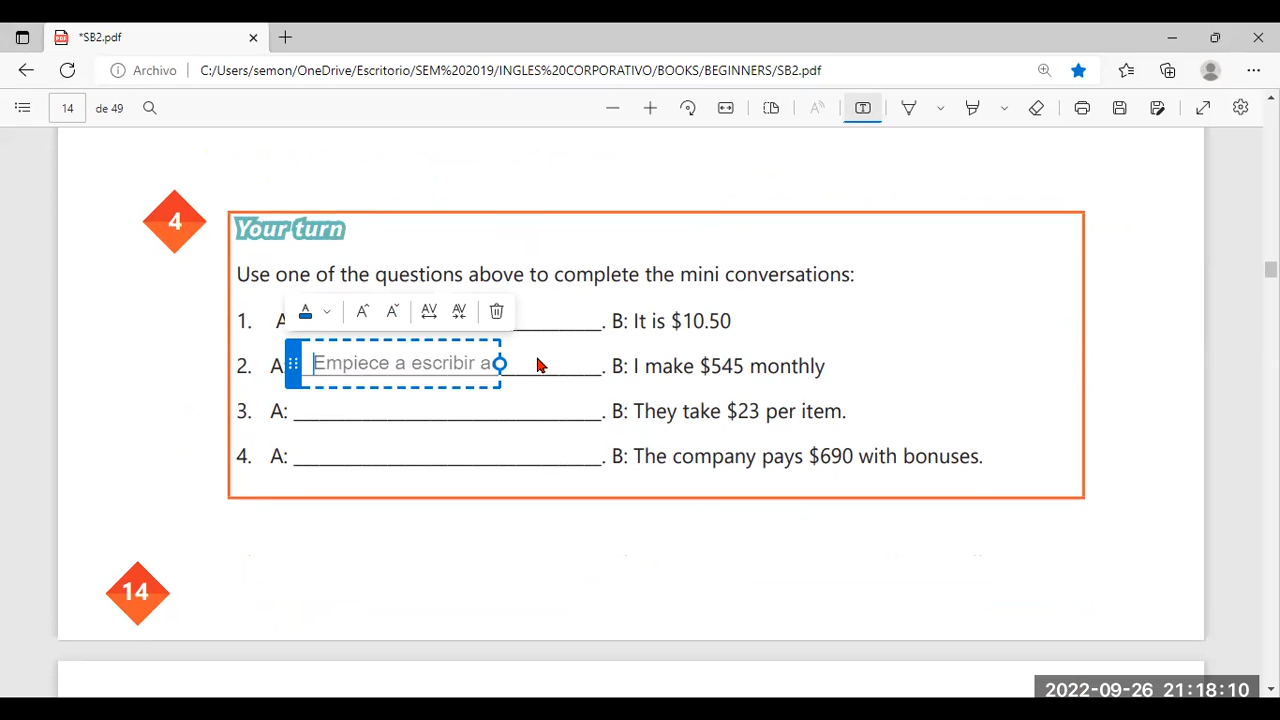 *SB2.pdf
Archivo C:/Users/semon/OneDrive/Escritorio/SEM%202019/INGLES%20CORPORATIVO/BOOKS/BEGINNERS/SB2.pdf
14 de 49
4
Your turn
Use one of the questions above to complete the mini conversations:
1. A ____. B: It is $10.50
2. A Empiece a escribir a____. B: I make $545 monthly
3. A: ____________________________. B: They take $23 per item.
4. A: ____________________________. B: The company pays $690 with bonuses.
14
2022-09-26 21:18:10